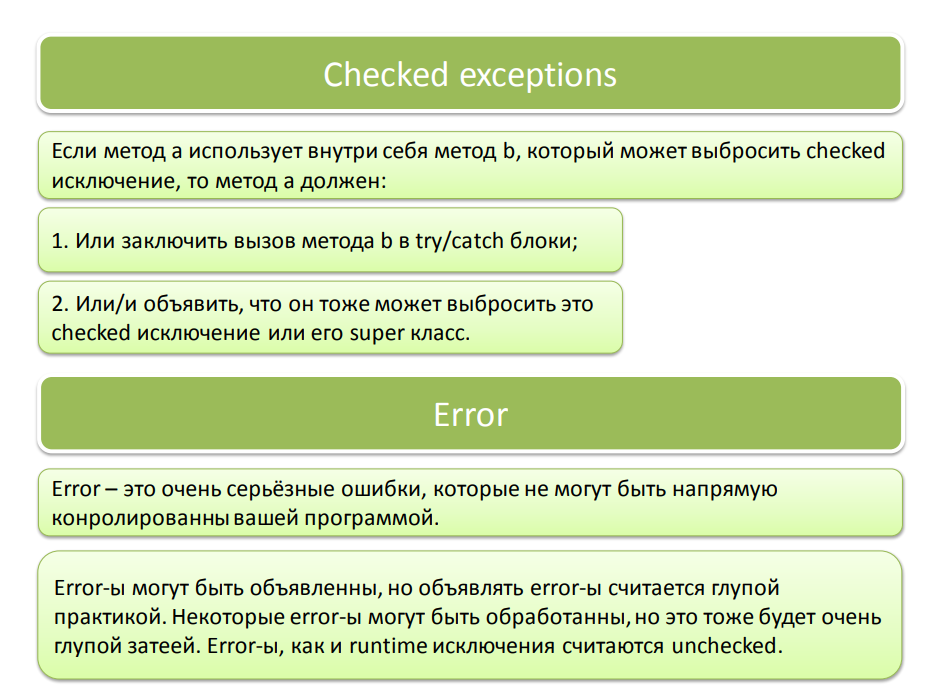 Checked exceptions
Если метод a использует внутри себя метод b, который может выбросить checked
исключение, то метод a должен:
1. Или заключить вызов метода b в try/catch блоки;
2. Или/и объявить, что он тоже может выбросить это
checked исключение или его super класс.
Error
Error – это очень серьёзные ошибки, которые не могут быть напрямую
конролированны вашей программой.
Error-ы могут быть объявленны, но объявлять error-ы считается глупой
практикой. Некоторые error-ы могут быть обработанны, но это тоже будет очень
глупой затеей. Error-ы, как и runtime исключения считаются unchecked.